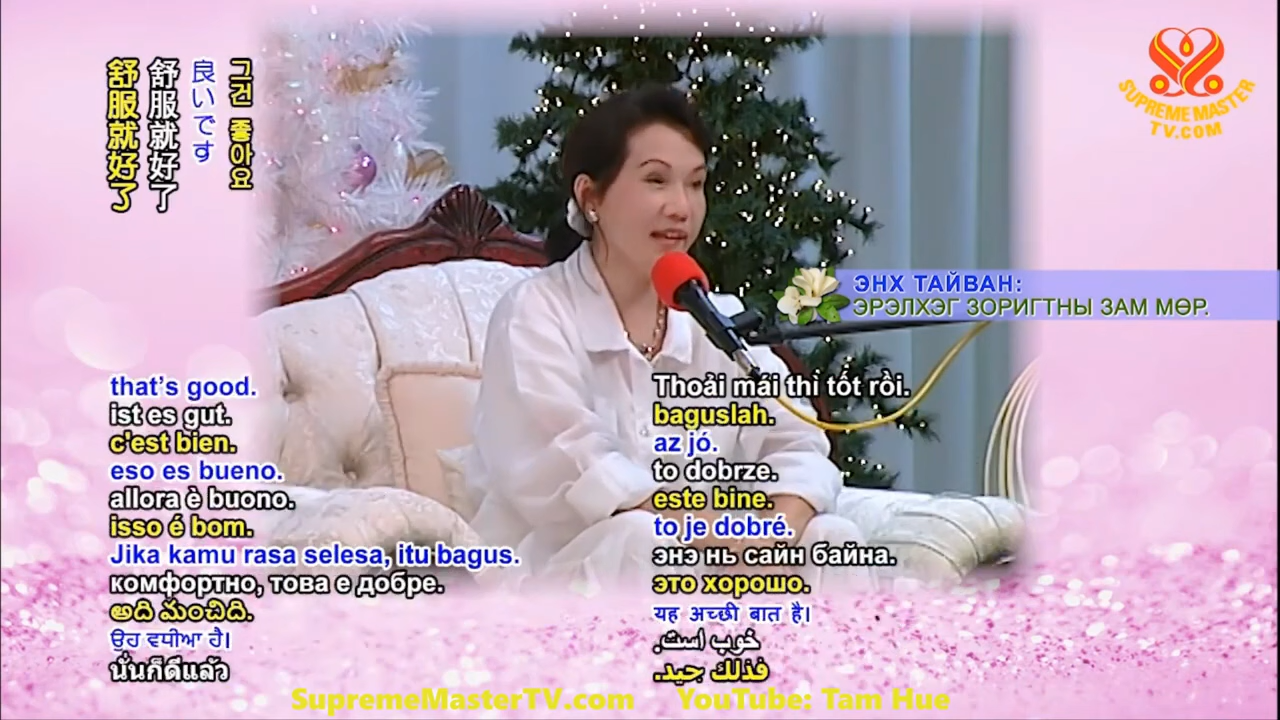 舒服就好了
舒服就好了
良いです
그건 좋아요
SUPREME MASTER
TV.COM
ЭНХ ТАЙВАН:
ЭРЭЛХЭГ ЗОРИГТНЫ ЗАМ МӨР.
that's good.
ist es gut.
c'est bien.
eso es bueno.
allora è buono.
isso é bom.
Jika kamu rasa selesa, itu bagus.
комфортно, това е добре.
అది మంచిది.
ਉਹ ਵਧੀਆ ਹੈ।
นั่นก็ดีแล้ว
Thoải mái thì tốt rồi.
baguslah.
az jó.
to dobrze.
este bine.
to je dobré.
энэ нь сайн байна.
это хорошо.
यह अच्छी बात है।
خوب است.
فذلك جيد.
SupremeMasterTV.com YouTube: Tam Hue